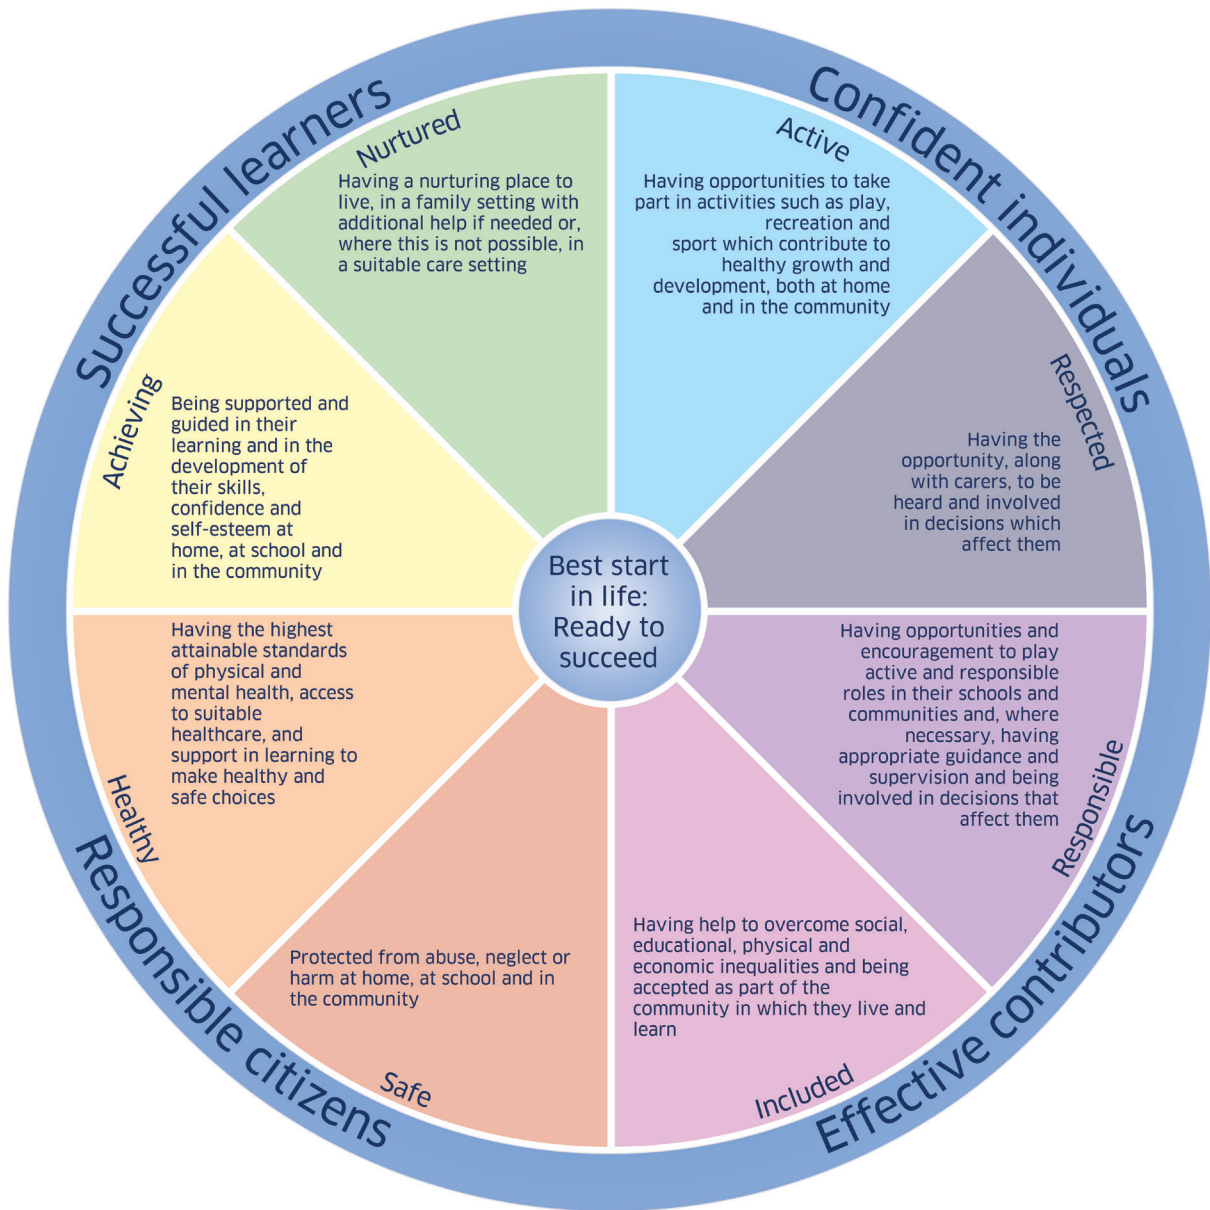 Successful learners
Confident individuals
Nurtured
Having a nurturing place to
live, in a family setting with
additional help if needed or,
where this is not possible, in
a suitable care setting
Active
Having opportunities to take
part in activities such as play,
recreation and
sport which contribute to
healthy growth and
development, both at home
and in the community
Respected
Having the
opportunity, along
with carers, to be
heard and involved
in decisions which
affect them
Achieving
Being supported and
guided in their
learning and in the
development of
their skills,
confidence and
self-esteem at
home, at school and
in the community
Best start
in life:
Ready to
succeed
Having the highest
attainable standards
of physical and
mental health, access
to suitable
healthcare, and
support in learning to
make healthy and
safe choices
Healthy
Having opportunities and
encouragement to play
active and responsible
roles in their schools and
communities and, where
necessary, having
appropriate guidance and
supervision and being
involved in decisions that
affect them
Responsible
Protected from abuse, neglect or
harm at home, at school and in
the community
Safe
Having help to overcome social,
educational, physical and
economic inequalities and being
accepted as part of the
community in which they live and
learn
Included
Responsible citizens
Effective contributors